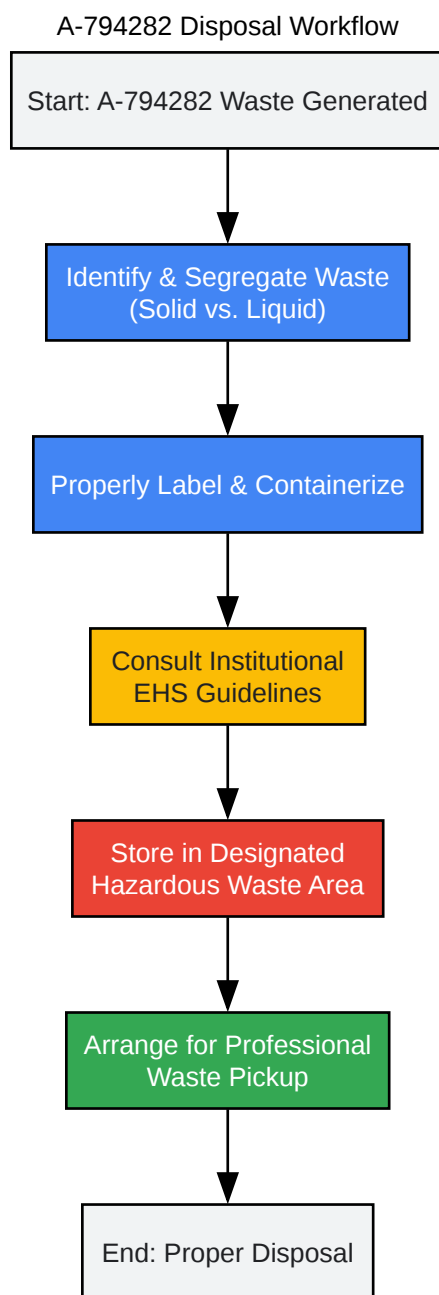 A-794282 Disposal Workflow
Start: A-794282 Waste Generated
Identify & Segregate Waste
(Solid vs. Liquid)
Properly Label & Containerize
Consult Institutional
EHS Guidelines
Store in Designated
Hazardous Waste Area
Arrange for Professional
Waste Pickup
End: Proper Disposal